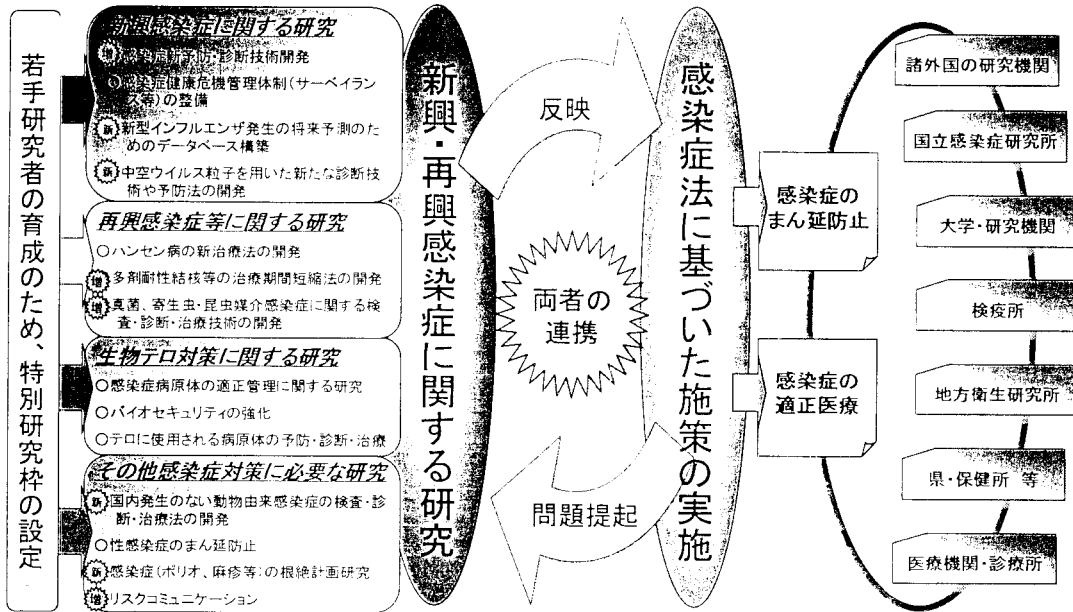 若手研究者の育成のため、特別研究枠の設定
新興感染症に関する研究
増 感染症新予防・診断技術開発
○感染症健康危機管理体制(サーベイラン
ス等)の整備
新 新型インフルエンザ発生の将来予測のた
めのデータベース構築
新 中空ウイルス粒子を用いた新たな診断技
術や予防法の開発
再興感染症等に関する研究
○ハンセン病の新治療法の開発
増 多剤耐性結核等の治療期間短縮法の開発
増 真菌、寄生虫・昆虫媒介感染症に関する検
査・診断・治療技術の開発
生物テロ対策に関する研究
○感染症病原体の適正管理に関する研究
○バイオセキュリティの強化
○テロに使用される病原体の予防・診断・治療
その他感染症対策に必要な研究
新 国内発生のない動物由来感染症の検査・診
断・治療法の開発
○性感染症のまん延防止
新 感染症(ポリオ、麻疹等)の根絶計画研究
増 リスクコミュニケーション
新興・再興感染症に関する研究
反映
両者の
連携
問題提起
感染症法に基づいた施策の実施
感染症の
まん延防止
感染症の
適正医療
諸外国の研究機関
国立感染症研究所
大学・研究機関
検疫所
地方衛生研究所
県・保健所 等
医療機関・診療所